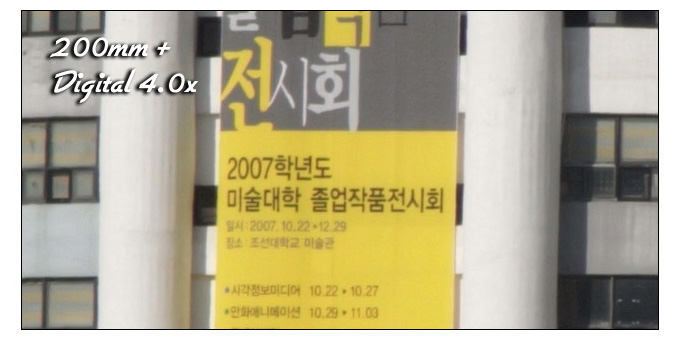 200mm +
Digital 4.0x
전시회
2007학년도
미술대학 졸업작품전시회
일시 : 2007. 10.22 ▸ 12.29
장소 : 조선대학교 미술관
시각정보미디어 10.22 ▸ 10.27
만화애니메이션 10.29 ▸ 11.03